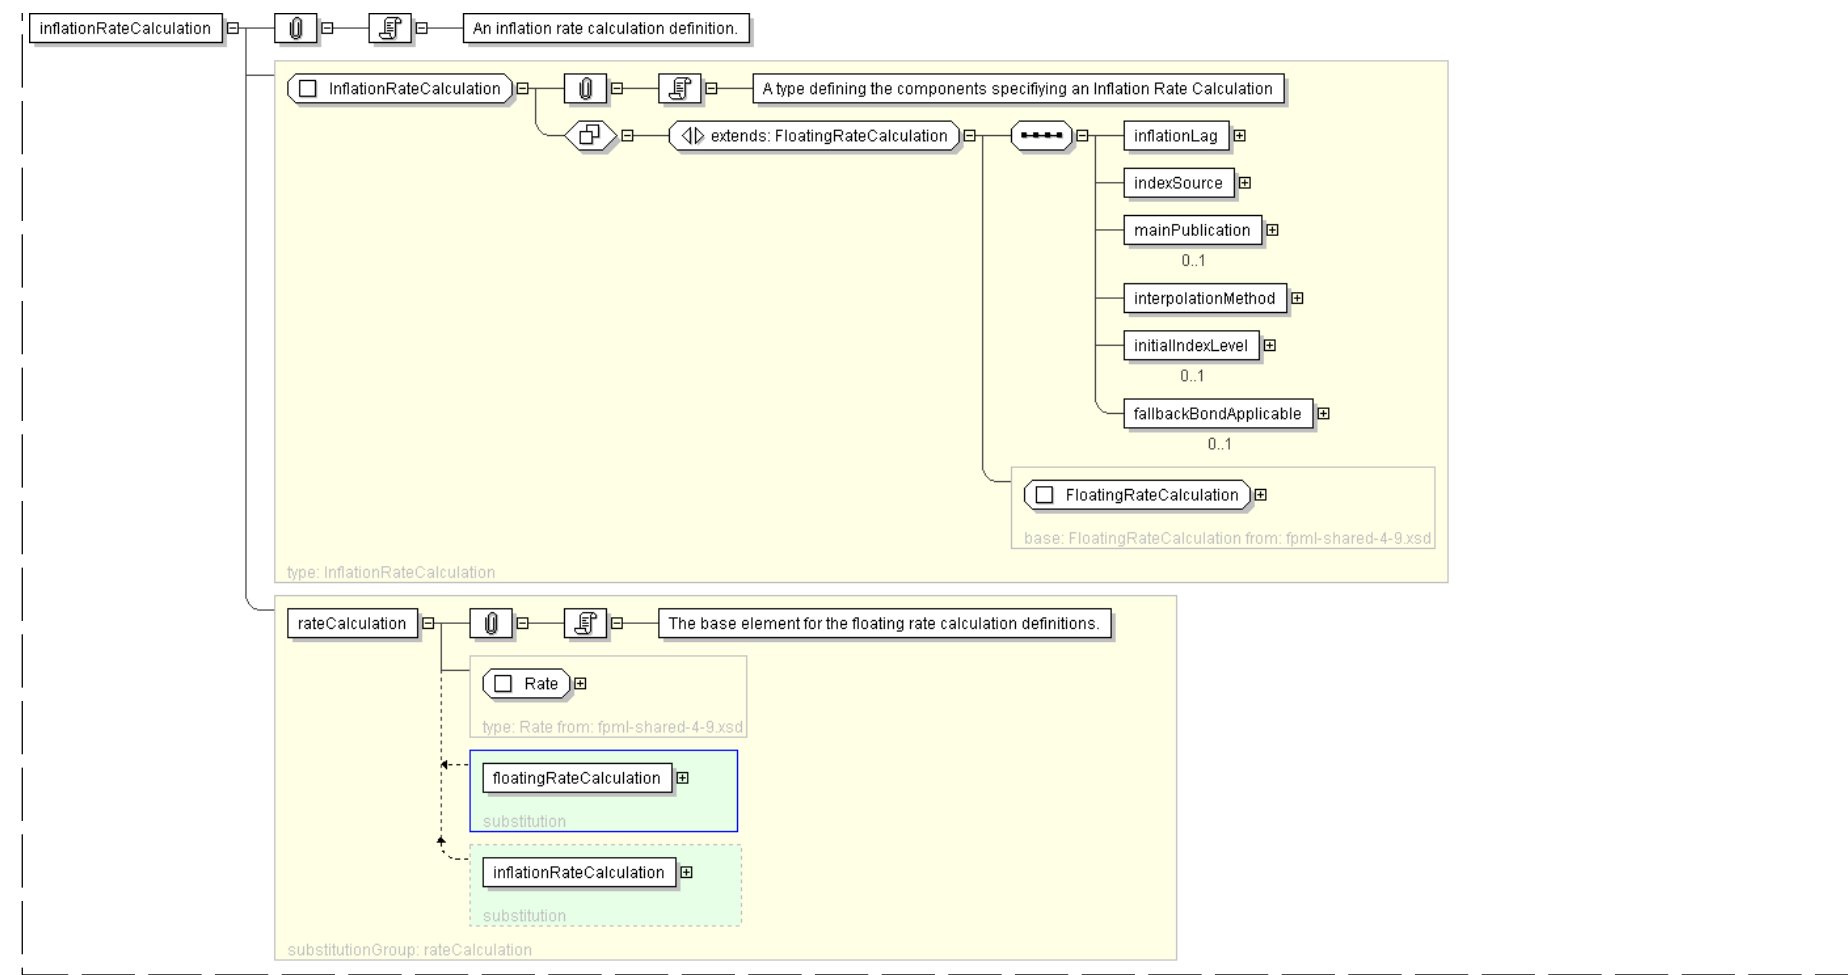 inflationRateCalculation An inflation rate calculation definition.
InflationRateCalculation A type defining the components specifiying an Inflation Rate Calculation
extends: FloatingRateCalculation inflationLag
indexSource
mainPublication
0..1
interpolationMethod
initialIndexLevel
0..1
fallbackBondApplicable
0..1
FloatingRateCalculation
base: FloatingRateCalculation from: fpml-shared-4-9.xsd
type: InflationRateCalculation
rateCalculation The base element for the floating rate calculation definitions.
Rate
type: Rate from: fpml-shared-4-9.xsd
floatingRateCalculation
substitution
inflationRateCalculation
substitution
substitutionGroup: rateCalculation